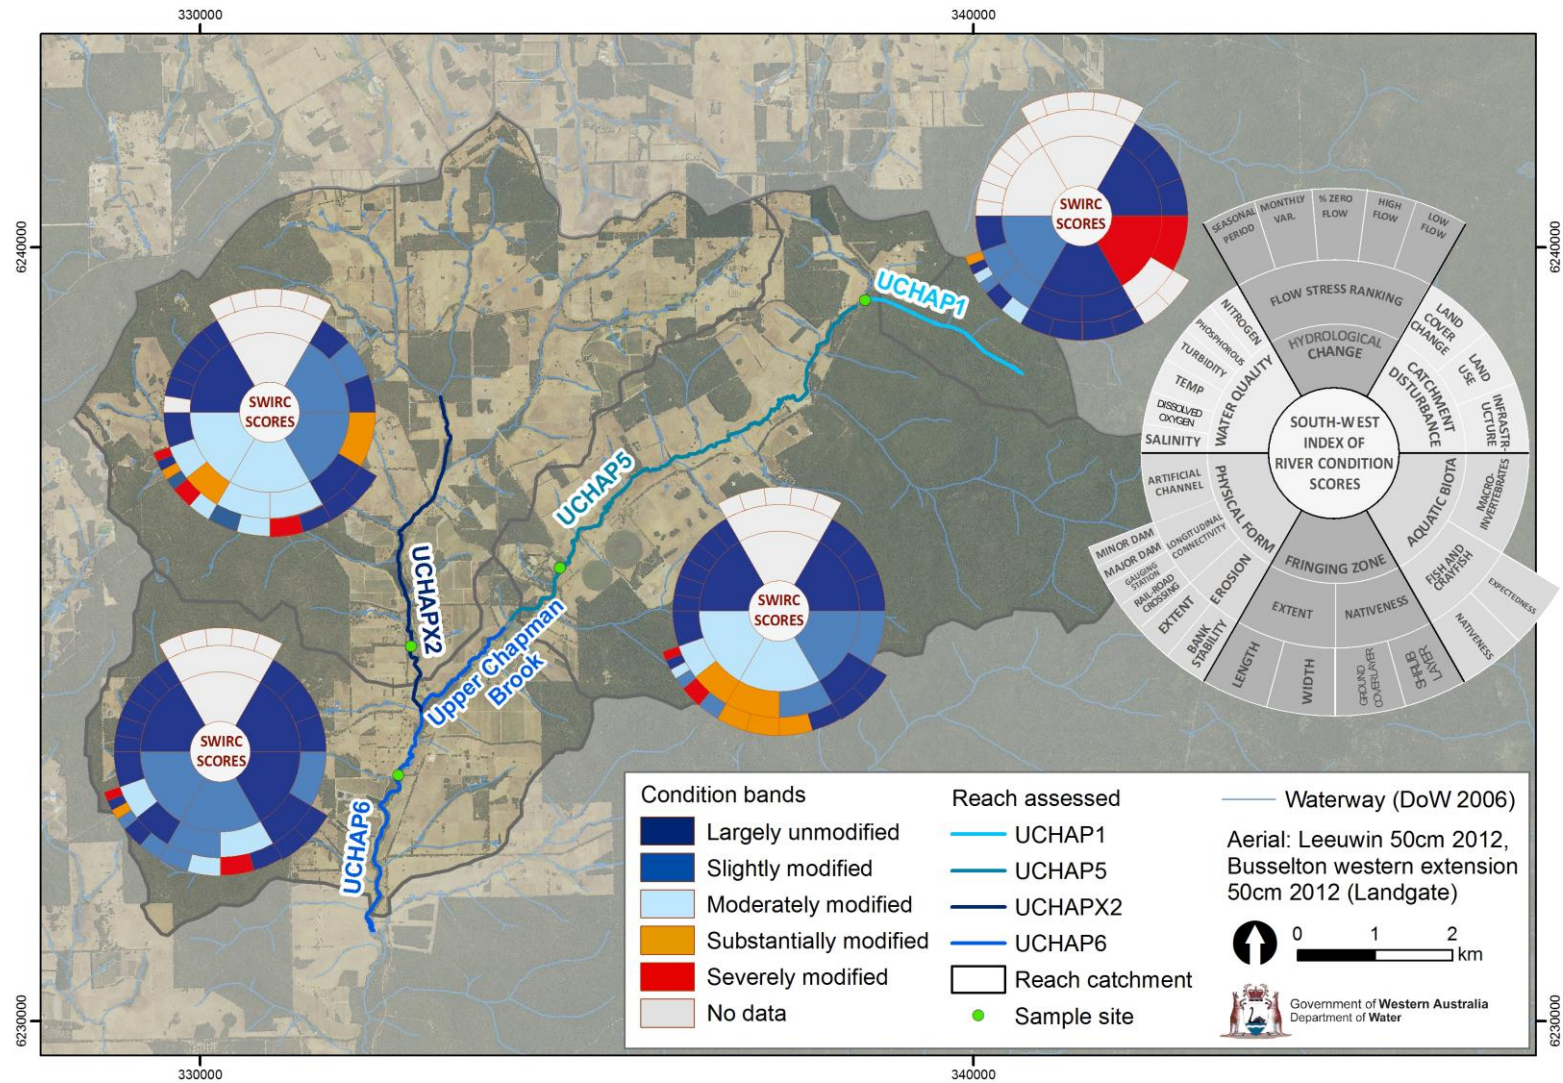 330000
340000
6240000
6240000
6230000
6230000
330000
340000
SWIRC
SCORES
SWIRC
SCORES
SWIRC
SCORES
SWIRC
SCORES
UCHAP1
UCHAP5
UCHAPX2
Upper Chapman
Brook
UCHAP6
SEASONAL
PERIOD
MONTHLY
VAR.
% ZERO
FLOW
HIGH
FLOW
LOW
FLOW
FLOW STRESS RANKING
HYDROLOGICAL
CHANGE
LAND
COVER
CHANGE
LAND
USE
INFRASTR-
UCTURE
CATCHMENT
DISTURBANCE
NITROGEN
PHOSPHOROUS
TURBIDITY
TEMP
DISSOLVED
OXYGEN
SALINITY
WATER QUALITY
SOUTH-WEST
INDEX OF
RIVER CONDITION
SCORES
ARTIFICIAL
CHANNEL
PHYSICAL FORM
LONGITUDINAL
CONNECTIVITY
MINOR DAM
MAJOR DAM
GAUGING
STATION
RAIL-ROAD
CROSSING
EXTENT
BANK
STABILITY
EROSION
FRINGING ZONE
EXTENT
NATIVENESS
LENGTH
WIDTH
GROUND
COVER LAYER
SHRUB
LAYER
AQUATIC BIOTA
MACRO-
INVERTEBRATES
FISH AND
CRAYFISH
EXPECTEDNESS
NATIVENESS
Condition bands
Largely unmodified
Slightly modified
Moderately modified
Substantially modified
Severely modified
No data
Reach assessed
UCHAP1
UCHAP5
UCHAPX2
UCHAP6
Reach catchment
Sample site
Waterway (DoW 2006)
Aerial: Leeuwin 50cm 2012,
Busselton western extension
50cm 2012 (Landgate)
0 1 2
km
Government of Western Australia
Department of Water